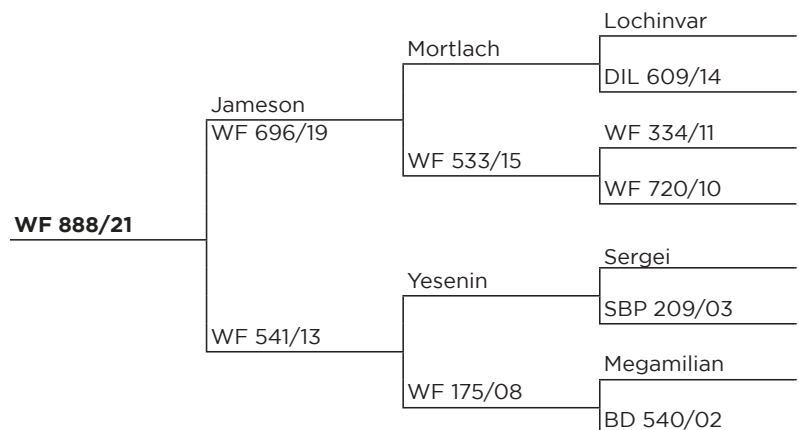 Lochinvar
Mortlach
DIL 609/14
Jameson
WF 696/19
WF 334/11
WF 533/15
WF 720/10
WF 888/21
Sergei
Yesenin
SBP 209/03
WF 541/13
Megamilian
WF 175/08
BD 540/02